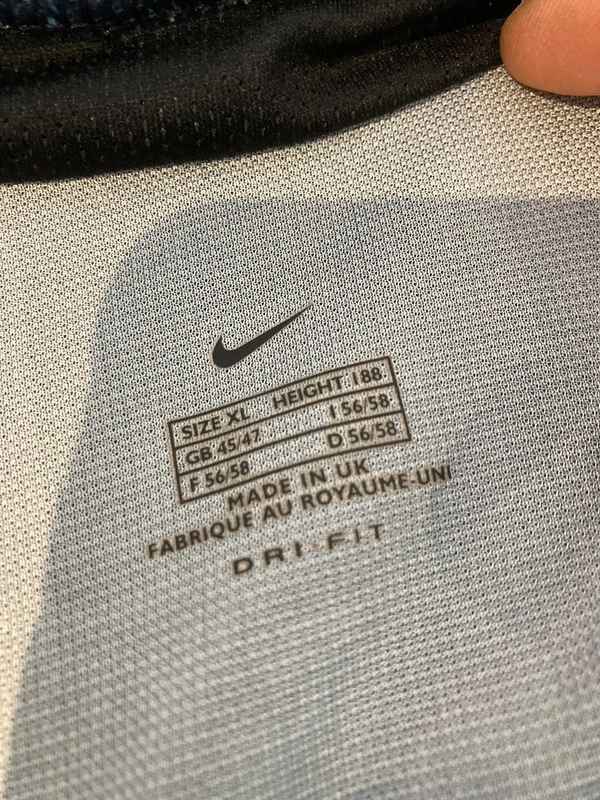 SIZE XL HEIGHT 188
GB 45/47 I 56/58
F 56/58 D 56/58
MADE IN UK
FABRIQUE AU ROYAUME-UNI
DRI-FIT